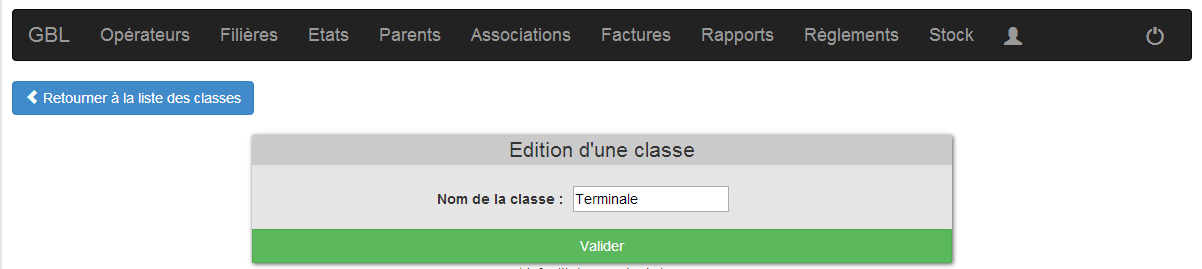 GBL Opérateurs Filières Etats Parents Associations Factures Rapports Règlements Stock
Retourner à la liste des classes
Edition d'une classe
Nom de la classe : Terminale
Valider